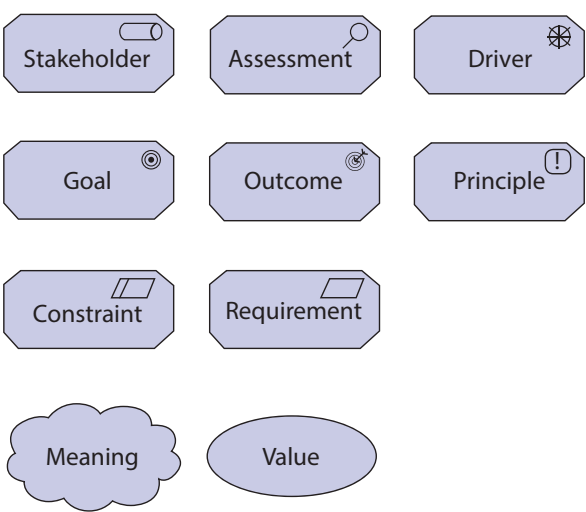 Stakeholder
Assessment
Driver
Goal
Outcome
Principle
!
Constraint
Requirement
Meaning
Value